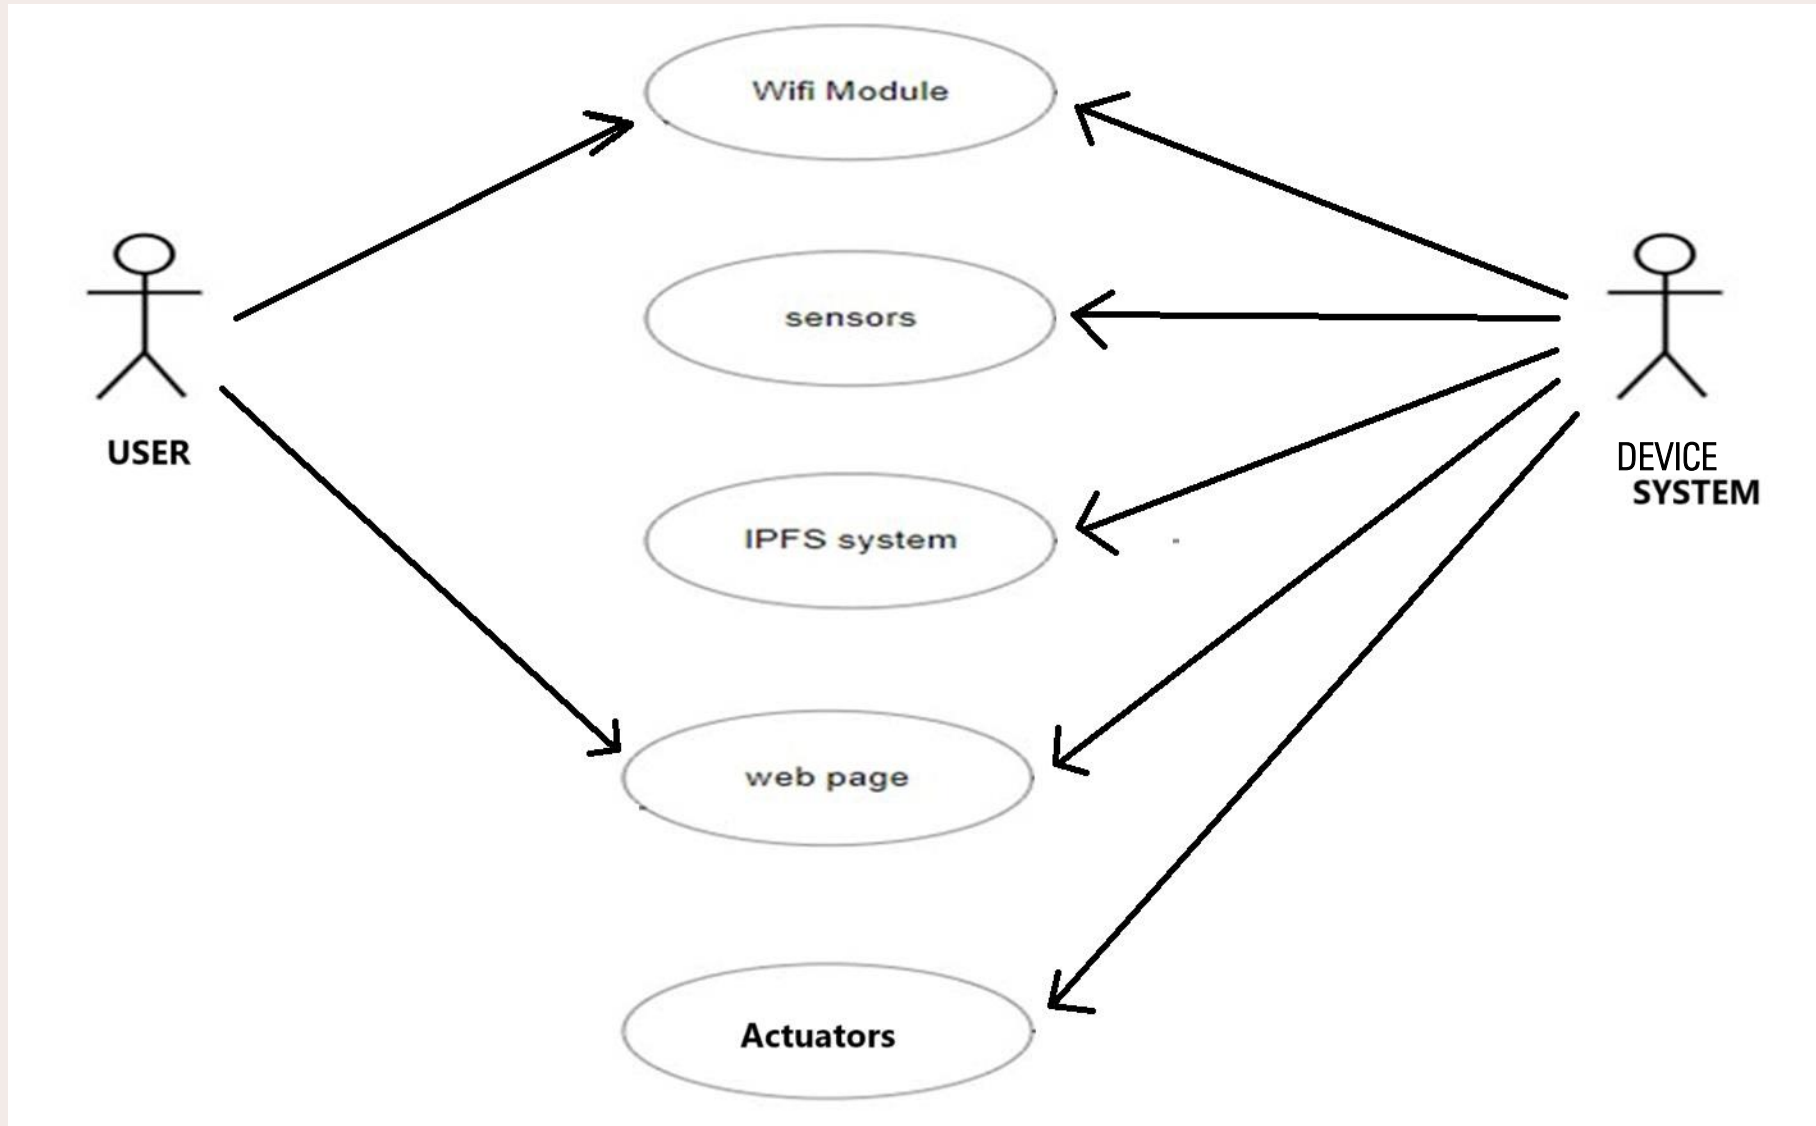 Wifi Module
sensors
USER
DEVICE
SYSTEM
IPFS system
web page
Actuators